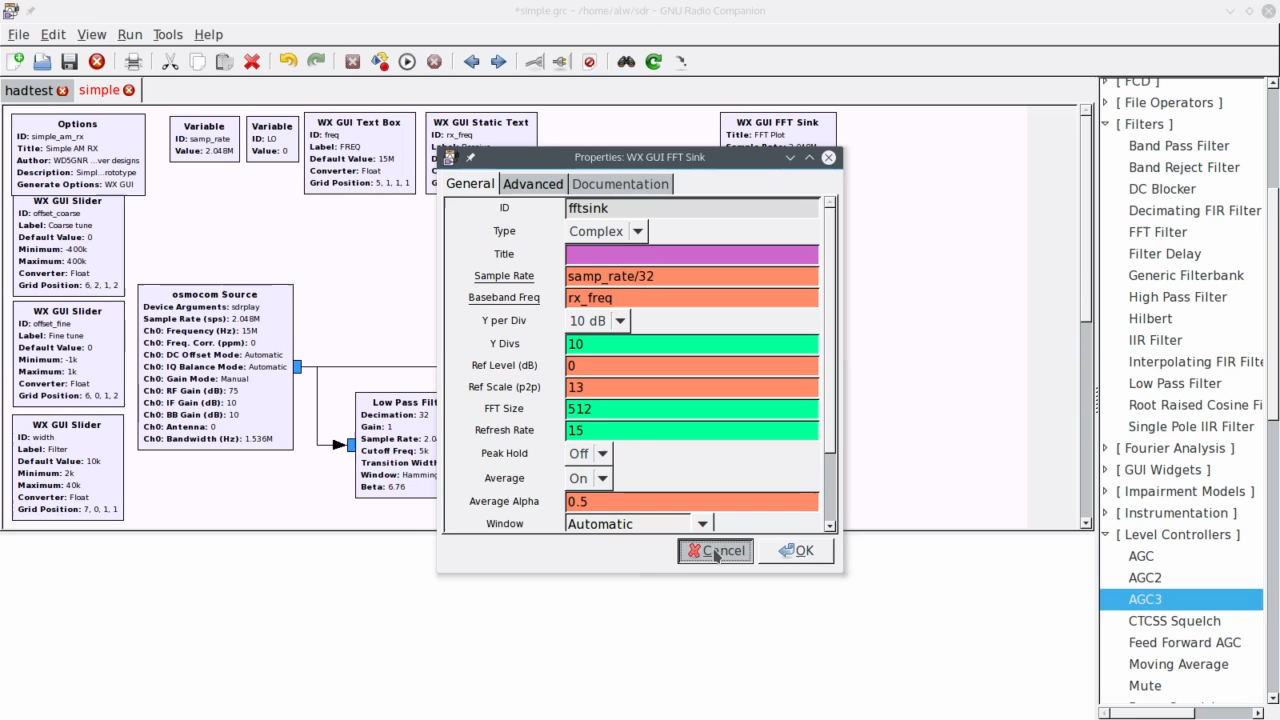 *simple.grc - /home/alw/sdr - GNU Radio Companion
File Edit View Run Tools Help
hadtest simple
Options
ID: simple_am_rx
Title: Simple AM RX
Author: WD5GNR ...ver designs
Description: Simpl...rototype
Generate Options: WX GUI
Variable
ID: samp_rate
Value: 2.048M
Variable
ID: LO
Value: 0
WX GUI Text Box
ID: freq
Label: FREQ
Default Value: 15M
Converter: Float
Grid Position: 5, 1, 1, 1
WX GUI Static Text
ID: rx_freq
WX GUI FFT Sink
Title: FFT Plot
WX GUI Slider
ID: offset_coarse
Label: Coarse tune
Default Value: 0
Minimum: -400k
Maximum: 400k
Converter: Float
Grid Position: 6, 2, 1, 2
WX GUI Slider
ID: offset_fine
Label: Fine tune
Default Value: 0
Minimum: -1k
Maximum: 1k
Converter: Float
Grid Position: 6, 0, 1, 2
WX GUI Slider
ID: width
Label: Filter
Default Value: 10k
Minimum: 2k
Maximum: 40k
Converter: Float
Grid Position: 7, 0, 1, 1
osmocom Source
Device Arguments: sdrplay
Sample Rate (sps): 2.048M
Ch0: Frequency (Hz): 15M
Ch0: Freq. Corr. (ppm): 0
Ch0: DC Offset Mode: Automatic
Ch0: IQ Balance Mode: Automatic
Ch0: Gain Mode: Manual
Ch0: RF Gain (dB): 75
Ch0: IF Gain (dB): 10
Ch0: BB Gain (dB): 10
Ch0: Antenna: 0
Ch0: Bandwidth (Hz): 1.536M
Low Pass Filt
Decimation: 32
Gain: 1
Sample Rate: 2.0
Cutoff Freq: 5k
Transition Width
Window: Hamming
Beta: 6.76
Properties: WX GUI FFT Sink
General Advanced Documentation
ID fftsink
Type Complex
Title
Sample Rate samp_rate/32
Baseband Freq rx_freq
Y per Div 10 dB
Y Divs 10
Ref Level (dB) 0
Ref Scale (p2p) 13
FFT Size 512
Refresh Rate 15
Peak Hold Off
Average On
Average Alpha 0.5
Window Automatic
Cancel OK
[ FCD ]
[ File Operators ]
[ Filters ]
Band Pass Filter
Band Reject Filter
DC Blocker
Decimating FIR Filter
FFT Filter
Filter Delay
Generic Filterbank
High Pass Filter
Hilbert
IIR Filter
Interpolating FIR Filte
Low Pass Filter
Root Raised Cosine Fi
Single Pole IIR Filter
[ Fourier Analysis ]
[ GUI Widgets ]
[ Impairment Models ]
[ Instrumentation ]
[ Level Controllers ]
AGC
AGC2
AGC3
CTCSS Squelch
Feed Forward AGC
Moving Average
Mute